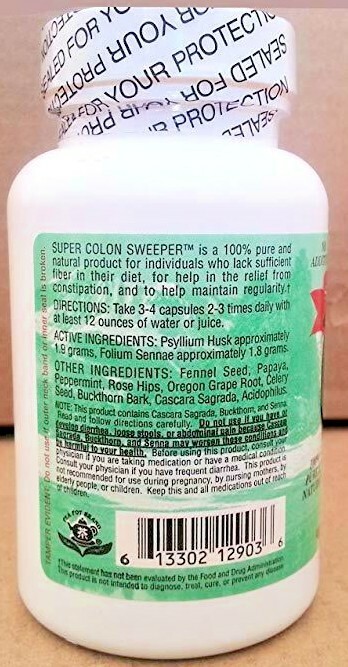 SEALED FOR YOUR PROTECTION
SUPER COLON SWEEPER™ is a 100% pure and
natural product for individuals who lack sufficient
fiber in their diet, for help in the relief from
constipation, and to help maintain regularity.†
DIRECTIONS: Take 3-4 capsules 2-3 times daily with
at least 12 ounces of water or juice.
ACTIVE INGREDIENTS: Psyllium Husk approximately
1.9 grams, Folium Sennae approximately 1.8 grams.
OTHER INGREDIENTS: Fennel Seed, Papaya,
Peppermint, Rose Hips, Oregon Grape Root, Celery
Seed, Buckthorn Bark, Cascara Sagrada, Acidophilus.
NOTE: This product contains Cascara Sagrada, Buckthorn, and Senna.
Read and follow directions carefully. Do not use if you have or
develop diarrhea, loose stools, or abdominal pain because Cascara
Sagrada, Buckthorn, and Senna may worsen these conditions and
be harmful to your health. Before using this product, consult your
physician if you are taking medication or have a medical condition.
Consult your physician if you have frequent diarrhea. This product is
not recommended for use during pregnancy, by nursing mothers, by
elderly people, or children. Keep this and all medications out of reach
of children.
TAMPER EVIDENT: Do not use if outer neck band or inner seal is broken.
6 13302 12903 6
†This statement has not been evaluated by the Food and Drug Administration.
This product is not intended to diagnose, treat, cure, or prevent any disease